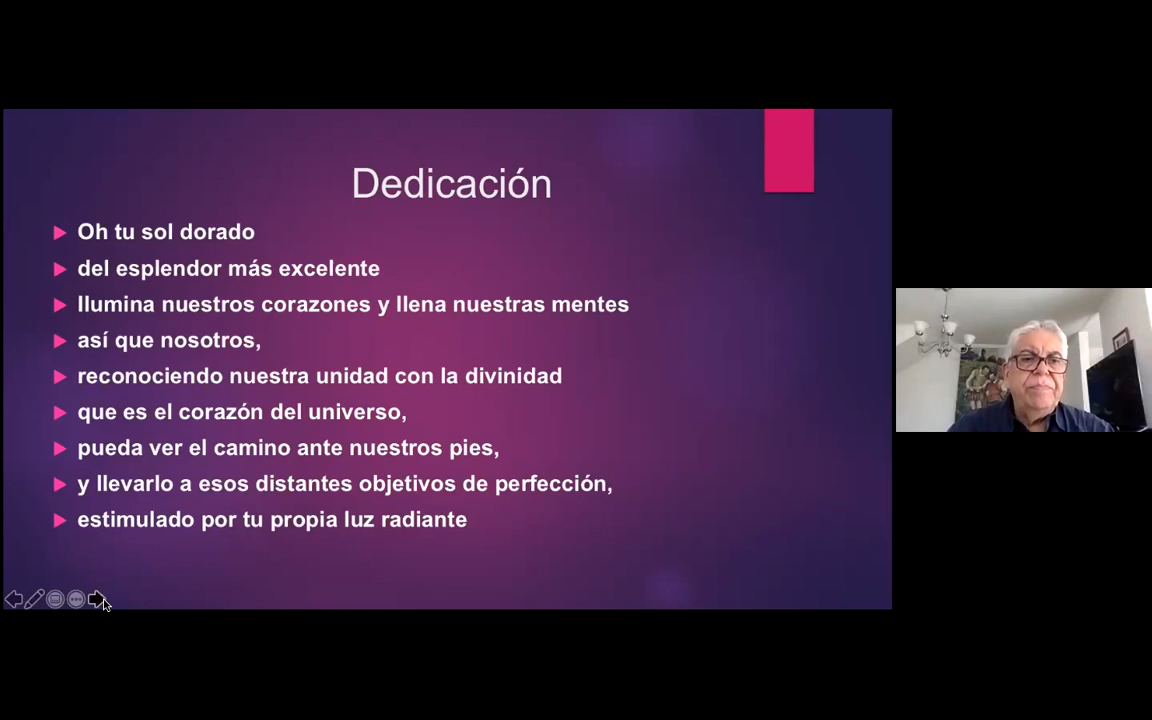 Dedicación
Oh tu sol dorado
del esplendor más excelente
Ilumina nuestros corazones y llena nuestras mentes
así que nosotros,
reconociendo nuestra unidad con la divinidad
que es el corazón del universo,
pueda ver el camino ante nuestros pies,
y llevarlo a esos distantes objetivos de perfección,
estimulado por tu propia luz radiante